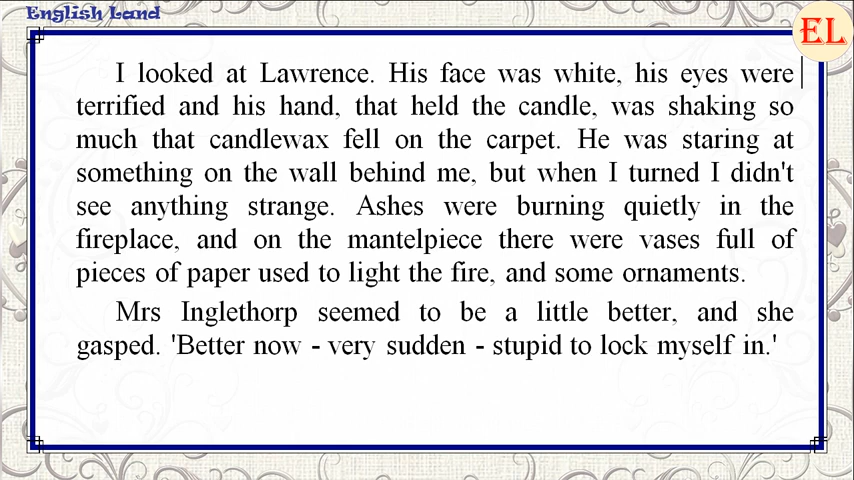 English Land
EL
I looked at Lawrence. His face was white, his eyes were
terrified and his hand, that held the candle, was shaking so
much that candlewax fell on the carpet. He was staring at
something on the wall behind me, but when I turned I didn't
see anything strange. Ashes were burning quietly in the
fireplace, and on the mantelpiece there were vases full of
pieces of paper used to light the fire, and some ornaments.
Mrs Inglethorp seemed to be a little better, and she
gasped. 'Better now - very sudden - stupid to lock myself in.'